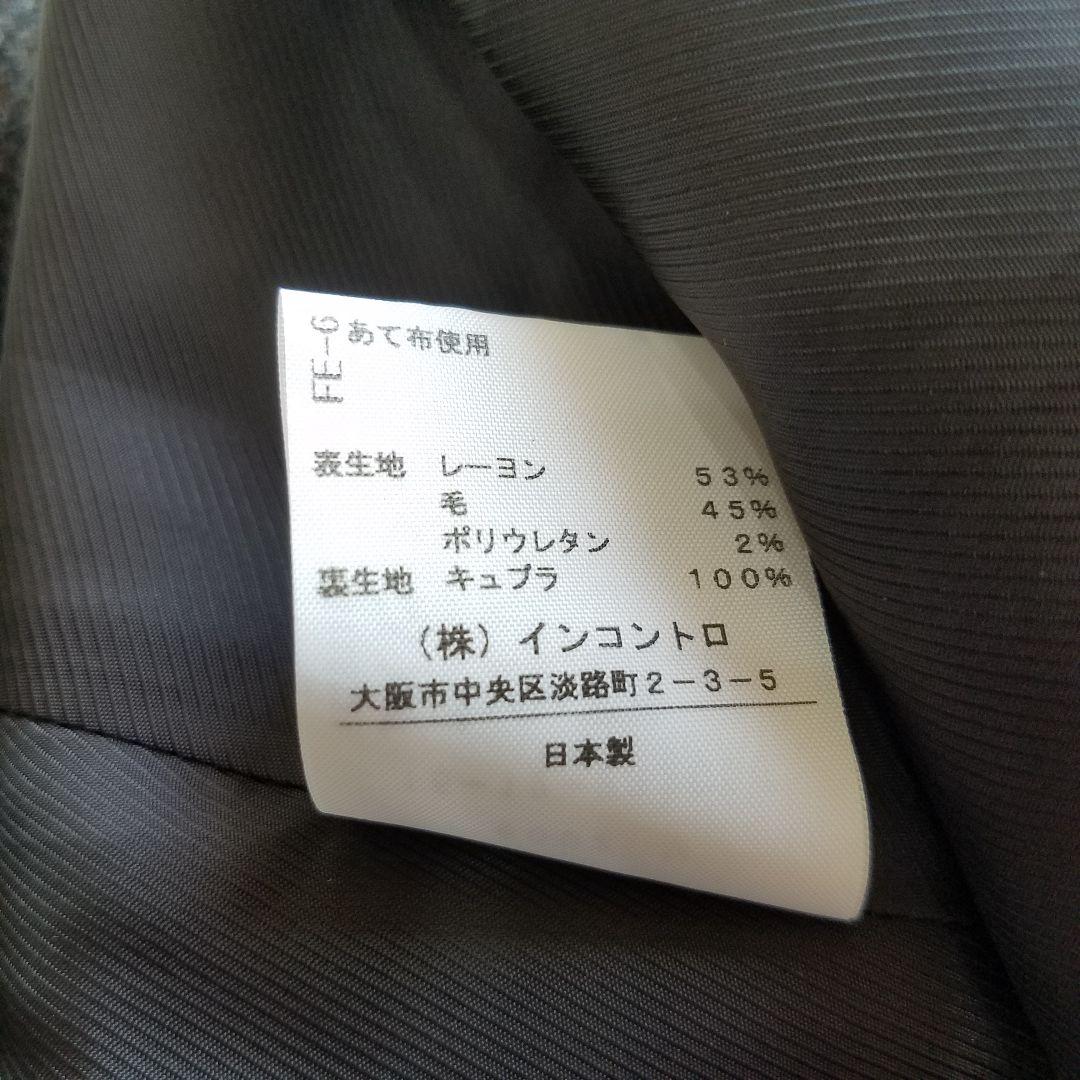 FE-6
あて布使用
表生地 レーヨン 53%
毛 45%
ポリウレタン 2%
裏生地 キュプラ 100%
(株)インコントロ
大阪市中央区淡路町2-3-5
日本製